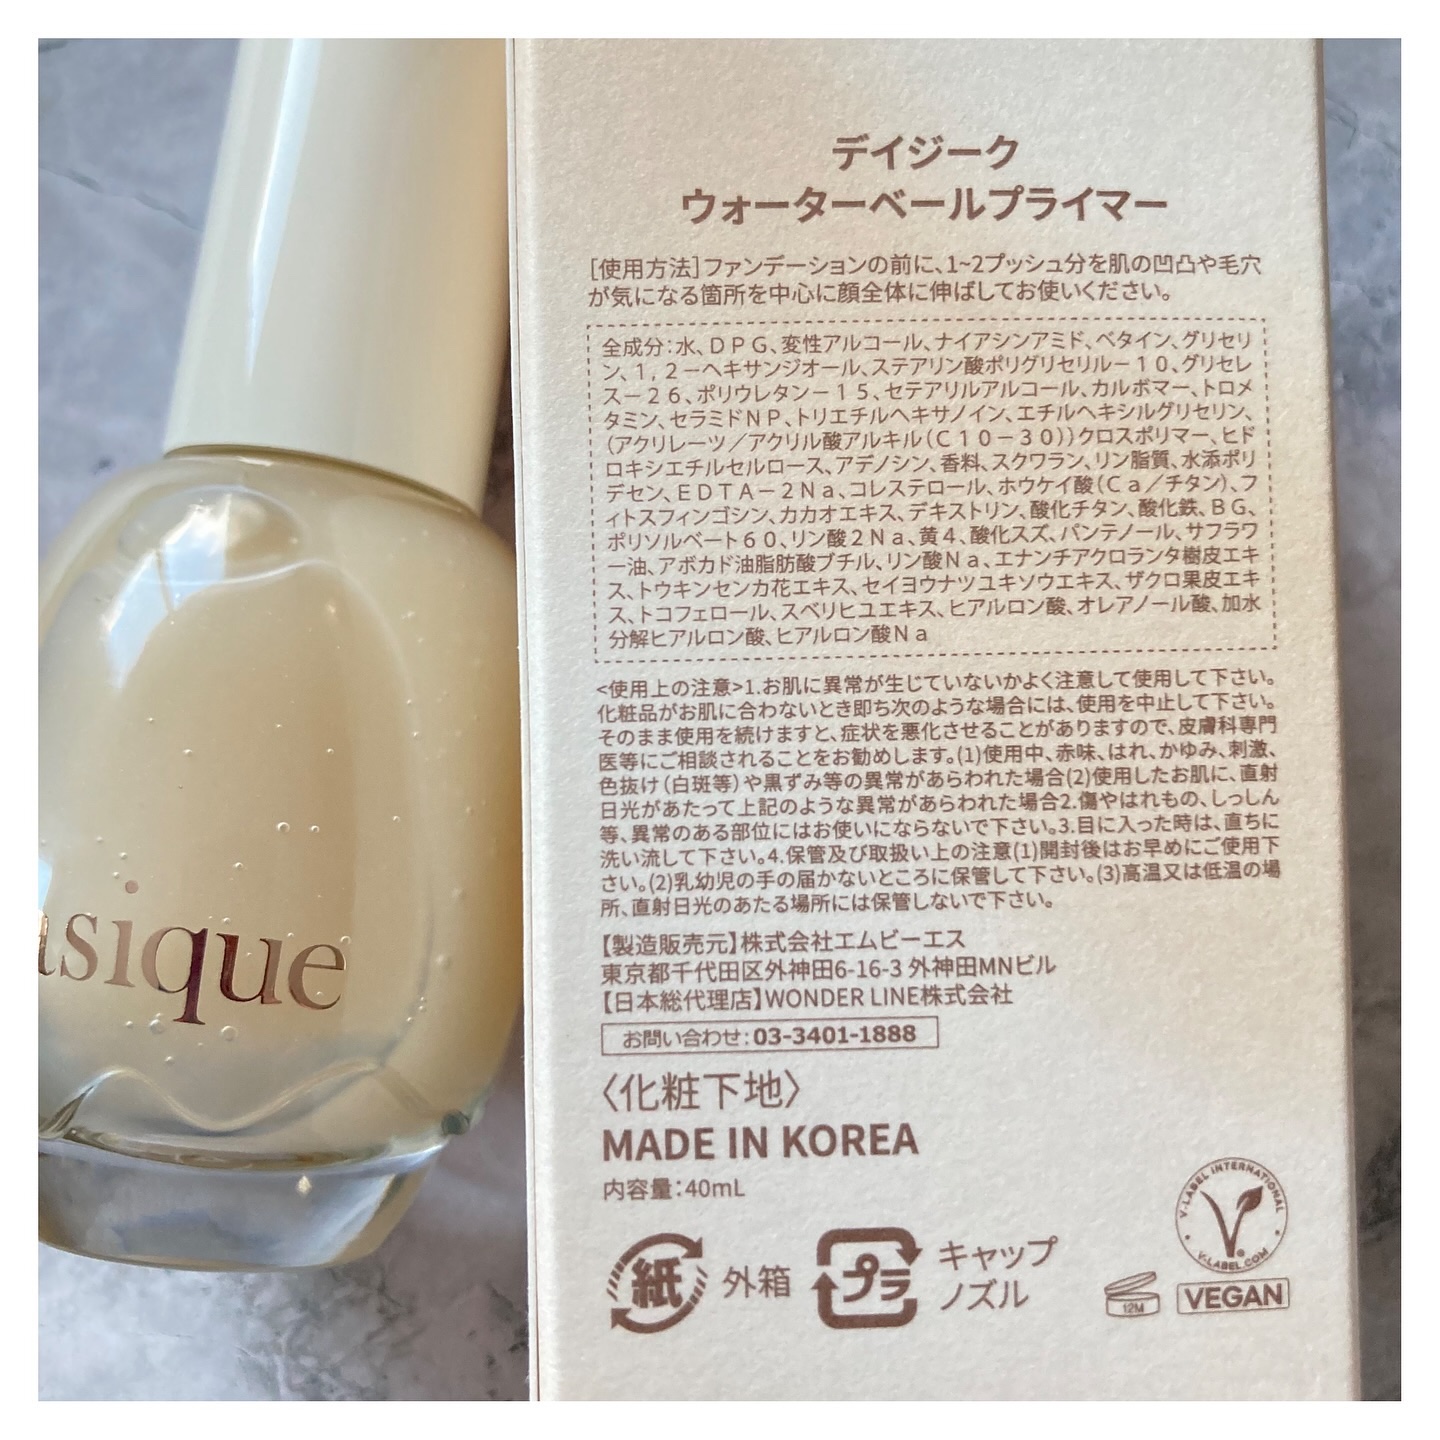 asique
デイジーク
ウォーターベールプライマー
[使用方法]ファンデーションの前に、1~2プッシュ分を肌の凹凸や毛穴
が気になる箇所を中心に顔全体に伸ばしてお使いください。
全成分:水、DPG、変性アルコール、ナイアシンアミド、ベタイン、グリセリ
ン、1,2-ヘキサンジオール、ステアリン酸ポリグリセリル-10、グリセレ
ス-26、ポリウレタン-15、セテアリルアルコール、カルボマー、トロメ
タミン、セラミドNP、トリエチルヘキサノイン、エチルヘキシルグリセリン、
(アクリレーツ/アクリル酸アルキル(C10-30))クロスポリマー、ヒド
ロキシエチルセルロース、アデノシン、香料、スクワラン、リン脂質、水添ポリ
デセン、EDTA-2Na、コレステロール、ホウケイ酸(Ca/チタン)、フ
ィトスフィンゴシン、カカオエキス、デキストリン、酸化チタン、酸化鉄、BG、
ポリソルベート60、リン酸2Na、黄4、酸化スズ、パンテノール、サフラワ
ー油、アボカド油脂肪酸ブチル、リン酸Na、エナンチアクロランタ樹皮エキ
ス、トウキンセンカ花エキス、セイヨウナツユキソウエキス、ザクロ果皮エキ
ス、トコフェロール、スベリヒユエキス、ヒアルロン酸、オレアノール酸、加水
分解ヒアルロン酸、ヒアルロン酸Na
<使用上の注意>1.お肌に異常が生じていないかよく注意して使用して下さい。
化粧品がお肌に合わないとき即ち次のような場合には、使用を中止して下さい。
そのまま使用を続けますと、症状を悪化させることがありますので、皮膚科専門
医等にご相談されることをお勧めします。(1)使用中、赤味、はれ、かゆみ、刺激、
色抜け(白斑等)や黒ずみ等の異常があらわれた場合(2)使用したお肌に、直射
日光があたって上記のような異常があらわれた場合2.傷やはれもの、しっしん
等、異常のある部位にはお使いにならないで下さい。3.目に入った時は、直ちに
洗い流して下さい。4.保管及び取扱い上の注意(1)開封後はお早めにご使用下
さい。(2)乳幼児の手の届かないところに保管して下さい。(3)高温又は低温の場
所、直射日光のあたる場所には保管しないで下さい。
【製造販売元】株式会社エムビーエス
東京都千代田区外神田6-16-3 外神田MNビル
【日本総代理店】WONDER LINE株式会社
お問い合わせ:03-3401-1888
〈化粧下地〉
MADE IN KOREA
内容量:40mL
紙 外箱 プラ キャップ
ノズル
V-LABEL INTERNATIONAL
V-LABEL.COM
12M
VEGAN